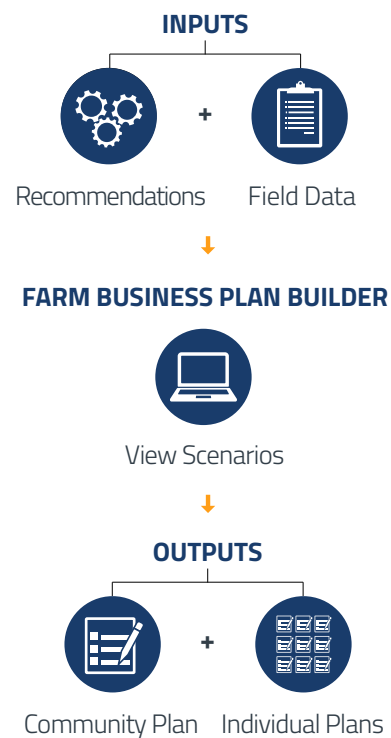 INPUTS
+
Recommendations Field Data
FARM BUSINESS PLAN BUILDER
View Scenarios
OUTPUTS
+
Community Plan Individual Plans